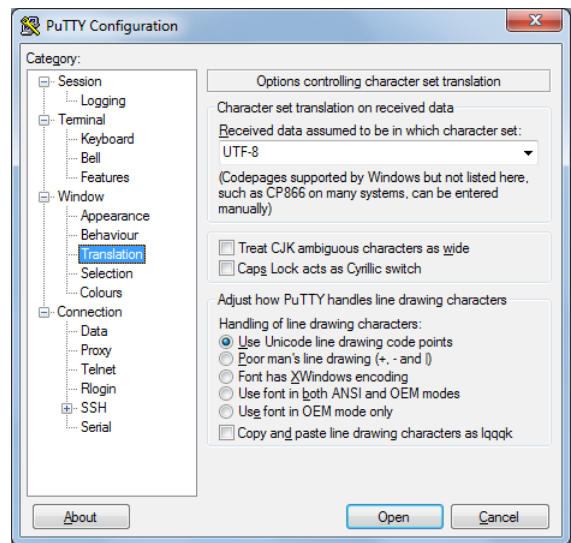 PuTTY Configuration
Category:
Session
Logging
Terminal
Keyboard
Bell
Features
Window
Appearance
Behaviour
Translation
Selection
Colours
Connection
Data
Proxy
Telnet
Rlogin
SSH
Serial
Options controlling character set translation
Character set translation on received data
Received data assumed to be in which character set:
UTF-8
(Codepages supported by Windows but not listed here,
such as CP866 on many systems, can be entered
manually)
Treat CJK ambiguous characters as wide
Caps Lock acts as Cyrillic switch
Adjust how PuTTY handles line drawing characters
Handling of line drawing characters:
Use Unicode line drawing code points
Poor man's line drawing (+, - and |)
Font has XWindows encoding
Use font in both ANSI and OEM modes
Use font in OEM mode only
Copy and paste line drawing characters as lqqqk
About
Open
Cancel